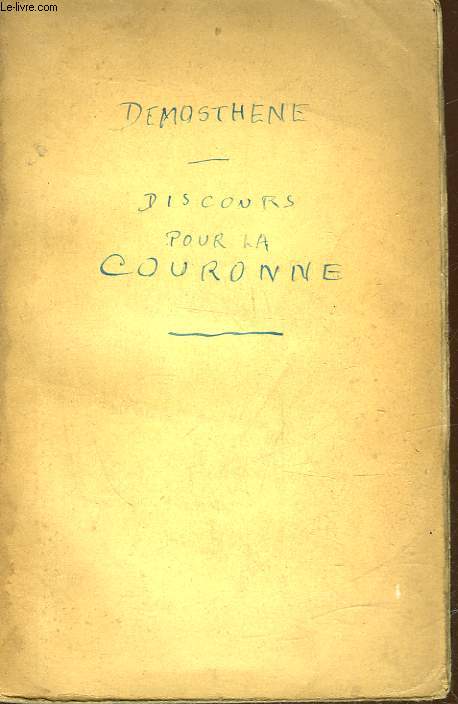 Le-livre.com
DEMOSTHENE
DISCOURS
POUR LA
COURONNE